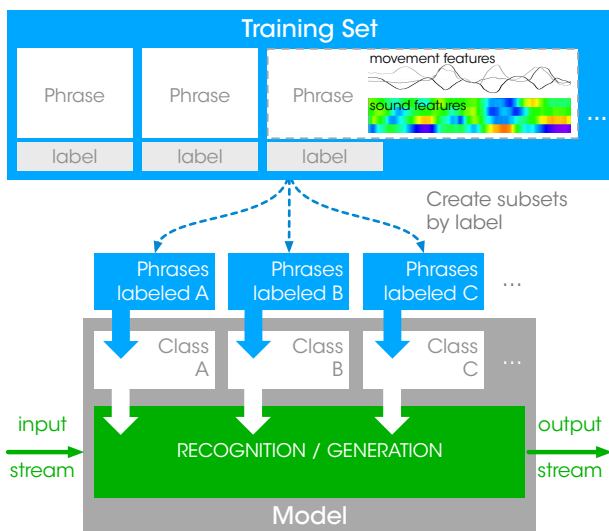 Training Set
Phrase
Phrase
Phrase
movement features
sound features
...
label
label
label
Create subsets
by label
Phrases
labeled A
Phrases
labeled B
Phrases
labeled C
...
Class
A
Class
B
Class
C
...
input
stream
RECOGNITION / GENERATION
output
stream
Model